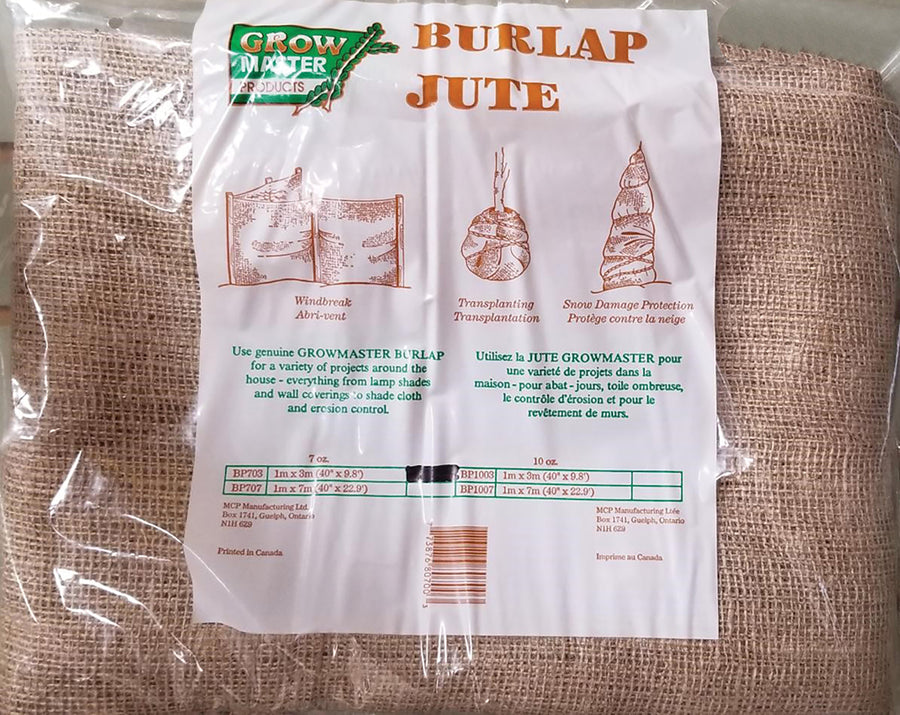 GROW
MASTER
PRODUCTS
BURLAP
JUTE
Windbreak
Abri-vent
Transplanting
Transplantation
Snow Damage Protection
Protège contre la neige
Use genuine GROWMASTER BURLAP
for a variety of projects around the
house - everything from lamp shades
and wall coverings to shade cloth
and erosion control.
Utilisez la JUTE GROWMASTER pour
une varieté de projets dans la
maison - pour abat - jours, toile ombreuse,
le contrôle d'érosion et pour le
revêtement de murs.
7 oz.
BP703 1m x 3m (40" x 9.8')
BP707 1m x 7m (40" x 22.9')
10 oz.
BP1003 1m x 3m (40" x 9.8')
BP1007 1m x 7m (40" x 22.9')
MCP Manufacturing Ltd.
Box 1741, Guelph, Ontario
N1H 6Z9
Printed in Canada
MCP Manufacturing Ltée
Box 1741, Guelph, Ontario
N1H 6Z9
Imprime au Canada